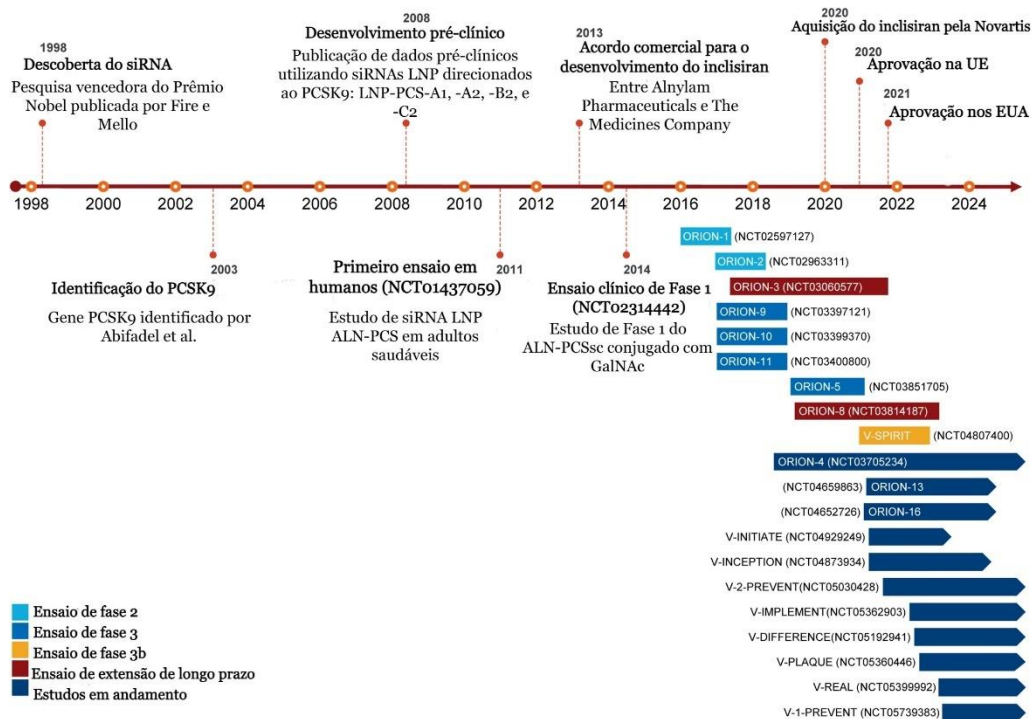 1998
Descoberta do siRNA
Pesquisa vencedora do Prêmio
Nobel publicada por Fire e
Mello
2008
Desenvolvimento pré-clínico
Publicação de dados pré-clínicos
utilizando siRNAs LNP direcionados
ao PCSK9: LNP-PCS-A1, -A2, -B2, e
-C2
2013
Acordo comercial para o
desenvolvimento do inclisiran
Entre Alnylam
Pharmaceuticals e The
Medicines Company
2020
Aquisição do inclisiran pela Novartis
2020
Aprovação na UE
2021
Aprovação nos EUA
1998 2000 2002 2004 2006 2008 2010 2012 2014 2016 2018 2020 2022 2024
2003
Identificação do PCSK9
Gene PCSK9 identificado por
Abifadel et al.
2011
Primeiro ensaio em
humanos (NCT01437059)
Estudo de siRNA LNP
ALN-PCS em adultos
saudáveis
2014
Ensaio clínico de Fase 1
(NCT02314442)
Estudo de Fase 1 do
ALN-PCSsc conjugado com
GalNAc
ORION-1 (NCT02597127)
ORION-2 (NCT02963311)
ORION-3 (NCT03060577)
ORION-9 (NCT03397121)
ORION-10 (NCT03399370)
ORION-11 (NCT03400800)
ORION-5 (NCT03851705)
ORION-8 (NCT03814187)
V-SPIRIT (NCT04807400)
ORION-4 (NCT03705234)
(NCT04659863) ORION-13
(NCT04652726) ORION-16
V-INITIATE (NCT04929249)
V-INCEPTION (NCT04873934)
V-2-PREVENT(NCT05030428)
V-IMPLEMENT(NCT05362903)
V-DIFFERENCE(NCT05192941)
V-PLAQUE (NCT05360446)
V-REAL (NCT05399992)
V-1-PREVENT (NCT05739383)
Ensaio de fase 2
Ensaio de fase 3
Ensaio de fase 3b
Ensaio de extensão de longo prazo
Estudos em andamento